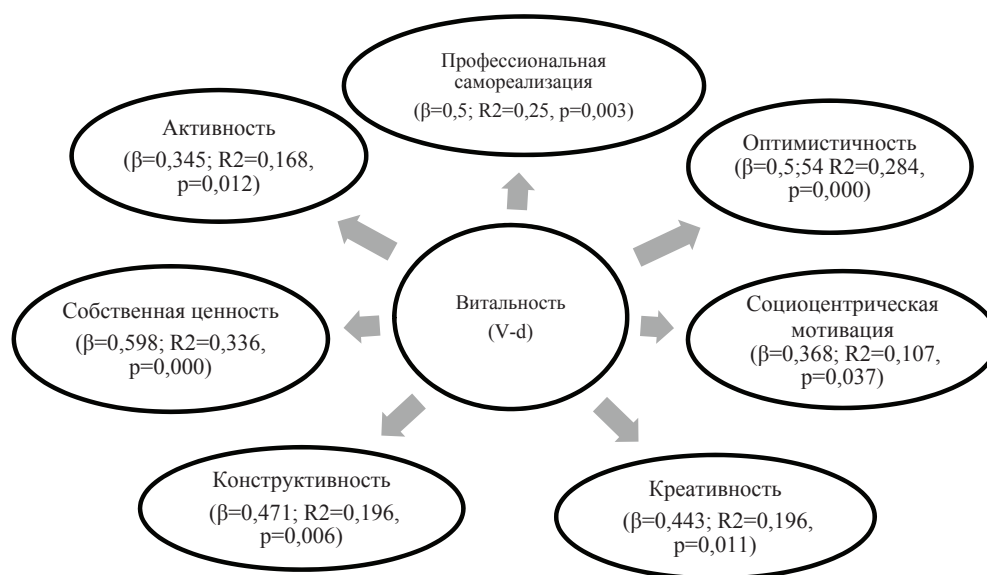 Профессиональная
самореализация
(β=0,5; R2=0,25, p=0,003)
Активность
(β=0,345; R2=0,168,
p=0,012)
Оптимистичность
(β=0,5;54 R2=0,284,
p=0,000)
Витальность
(V-d)
Собственная ценность
(β=0,598; R2=0,336,
p=0,000)
Социоцентрическая
мотивация
(β=0,368; R2=0,107,
p=0,037)
Конструктивность
(β=0,471; R2=0,196,
p=0,006)
Креативность
(β=0,443; R2=0,196,
p=0,011)